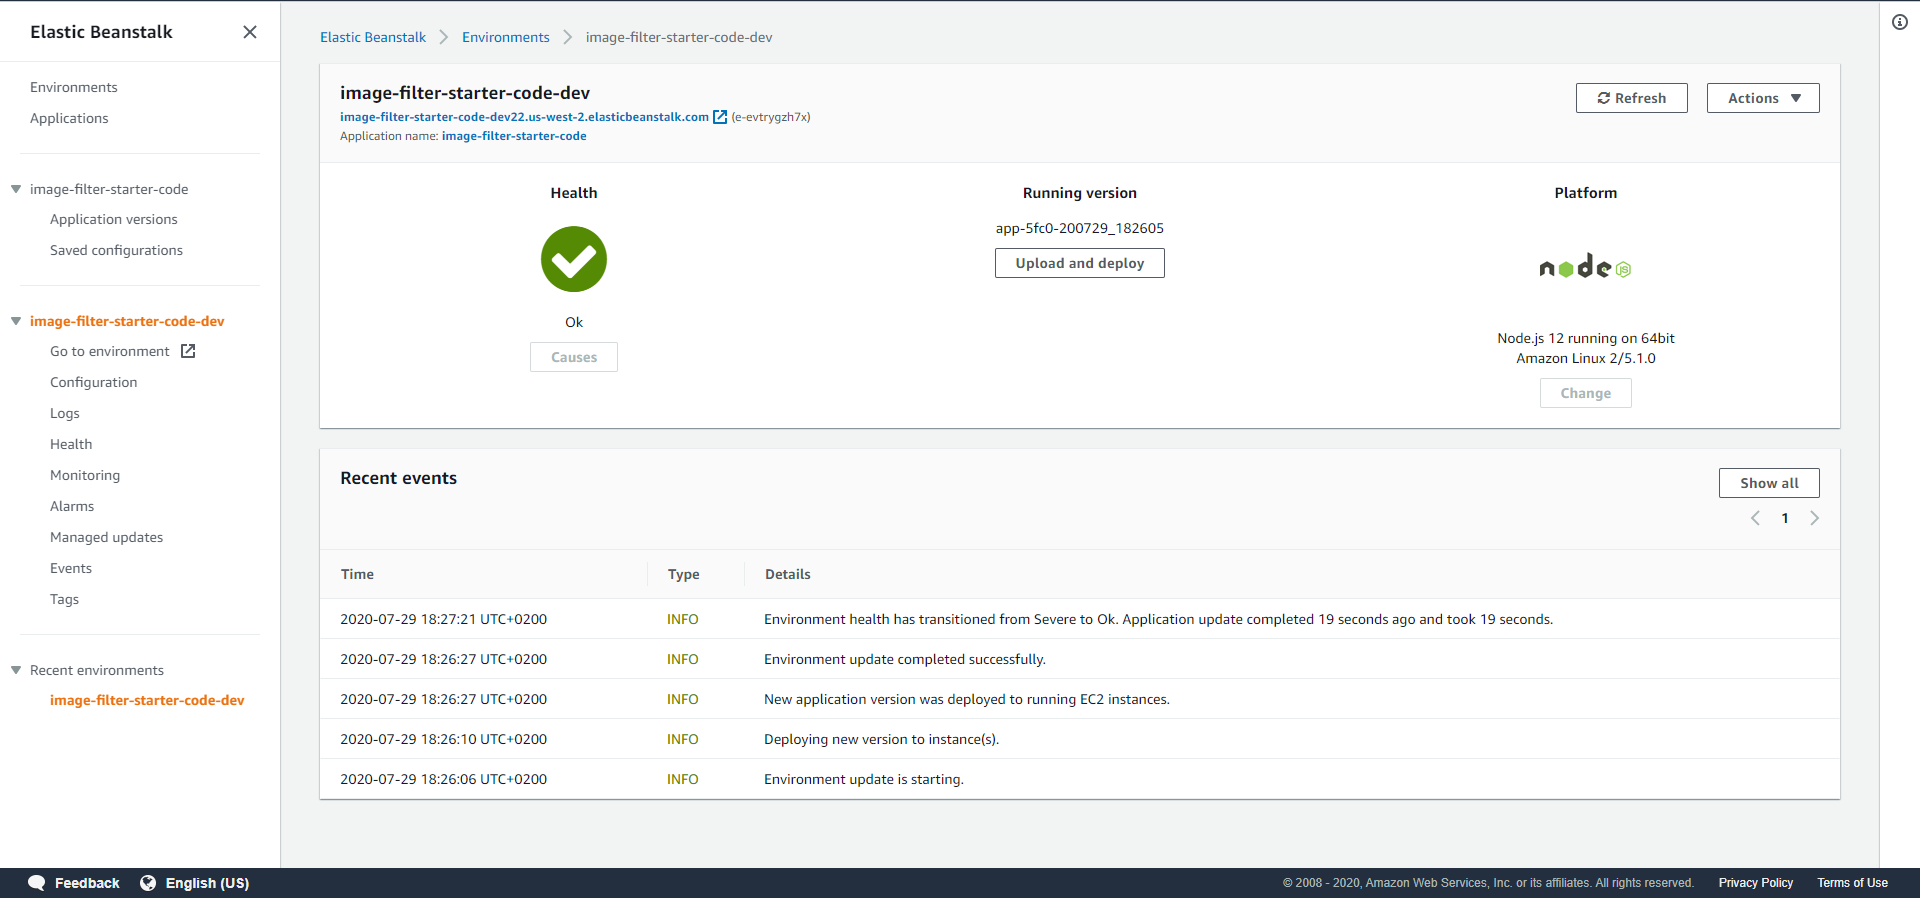 Elastic Beanstalk
Environments
Applications
image-filter-starter-code
Application versions
Saved configurations
image-filter-starter-code-dev
Go to environment
Configuration
Logs
Health
Monitoring
Alarms
Managed updates
Events
Tags
Recent environments
image-filter-starter-code-dev
Elastic Beanstalk Environments image-filter-starter-code-dev
image-filter-starter-code-dev
image-filter-starter-code-dev22.us-west-2.elasticbeanstalk.com (e-evtrygzh7x)
Application name: image-filter-starter-code
Refresh Actions
Health
Ok
Causes
Running version
app-5fc0-200729_182605
Upload and deploy
Platform
node JS
Node.js 12 running on 64bit
Amazon Linux 2/5.1.0
Change
Recent events
Show all
1
Time Type Details
2020-07-29 18:27:21 UTC+0200 INFO Environment health has transitioned from Severe to Ok. Application update completed 19 seconds ago and took 19 seconds.
2020-07-29 18:26:27 UTC+0200 INFO Environment update completed successfully.
2020-07-29 18:26:27 UTC+0200 INFO New application version was deployed to running EC2 instances.
2020-07-29 18:26:10 UTC+0200 INFO Deploying new version to instance(s).
2020-07-29 18:26:06 UTC+0200 INFO Environment update is starting.
Feedback English (US) © 2008 - 2020, Amazon Web Services, Inc. or its affiliates. All rights reserved. Privacy Policy Terms of Use